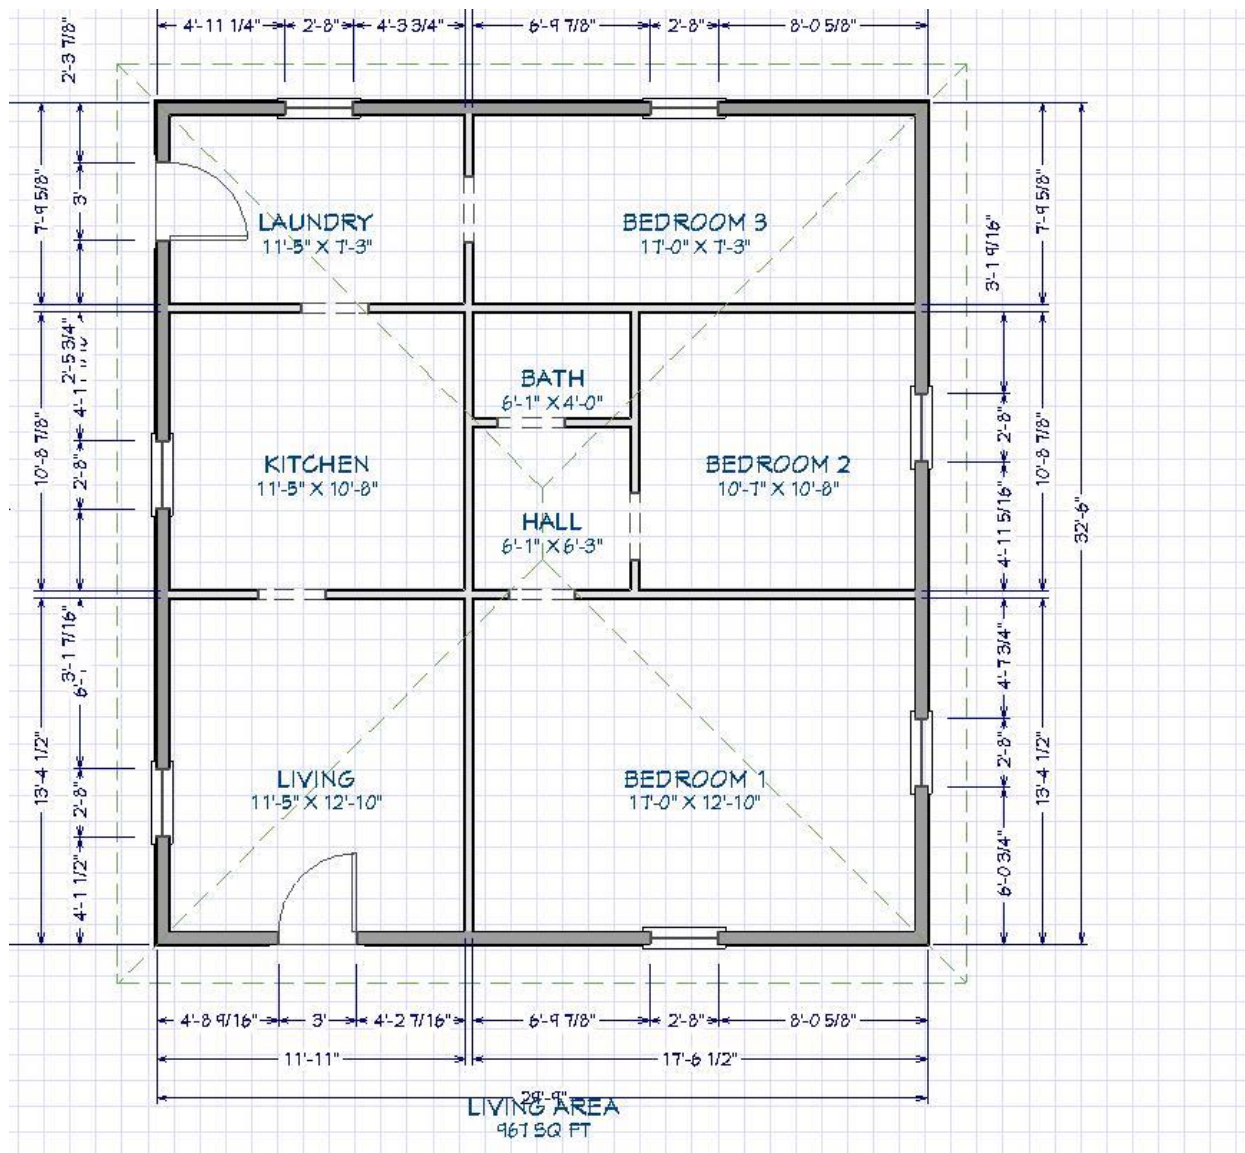 4'-11 1/4" 2'-8" 4'-3 3/4" 6'-9 7/8" 2'-8" 8'-0 5/8"
2'-3 7/8"
7'-9 5/8"
3'
LAUNDRY
11'-5" X 7'-3"
BEDROOM 3
17'-0" X 7'-3"
3'-1 9/16"
7'-9 5/8"
2'-5 3/4"
10'-8 7/8"
2'-8"
BATH
6'-1" X 4'-0"
KITCHEN
11'-5" X 10'-8"
BEDROOM 2
10'-7" X 10'-8"
HALL
6'-1" X 6'-3"
2'-8"
4'-11 5/16"
10'-8 7/8"
32'-6"
3'-1 7/16"
13'-4 1/2"
2'-8"
4'-1 1/2"
LIVING
11'-5" X 12'-10"
BEDROOM 1
17'-0" X 12'-10"
4'-7 3/4"
2'-8"
6'-0 3/4"
13'-4 1/2"
4'-8 9/16" 3' 4'-2 7/16" 6'-9 7/8" 2'-8" 8'-0 5/8"
11'-11" 17'-6 1/2"
29'-9"
LIVING AREA
967 SQ FT